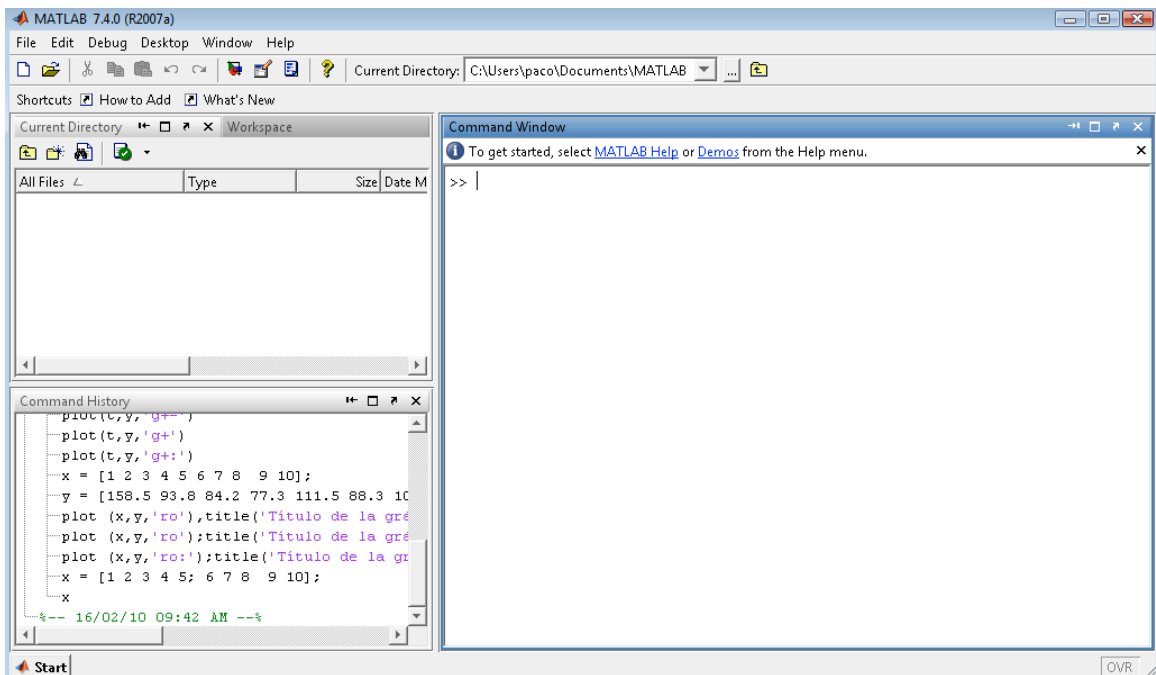 MATLAB 7.4.0 (R2007a)
File Edit Debug Desktop Window Help
Current Directory: C:\Users\paco\Documents\MATLAB ...
Shortcuts How to Add What's New
Current Directory Workspace
All Files Type Size Date M
Command History
plot(t,y,'g+-')
plot(t,y,'g+')
plot(t,y,'g+:')
x = [1 2 3 4 5 6 7 8  9 10];
y = [158.5 93.8 84.2 77.3 111.5 88.3 10
plot (x,y,'ro'),title('Título de la grá
plot (x,y,'ro');title('Título de la grá
plot (x,y,'ro:');title('Título de la gr
x = [1 2 3 4 5; 6 7 8  9 10];
x
%-- 16/02/10 09:42 AM --%
Command Window
To get started, select MATLAB Help or Demos from the Help menu.
>>
Start
OVR